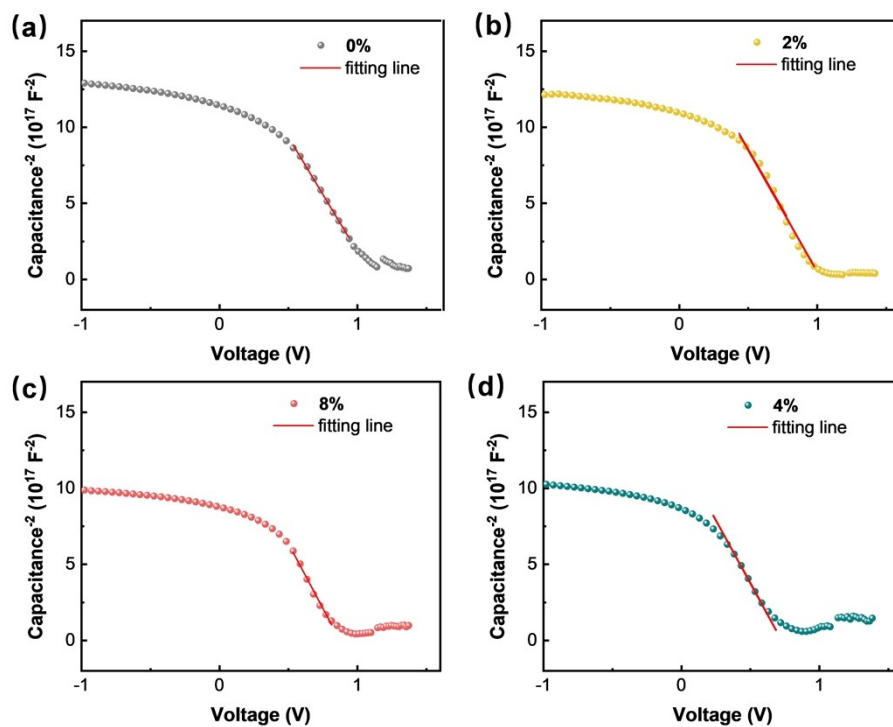 (a)
0%
fitting line
15
10
5
0
-1
0
1
Capacitance⁻² (10¹⁷ F⁻²)
Voltage (V)
(b)
2%
fitting line
15
10
5
0
-1
0
1
Capacitance⁻² (10¹⁷ F⁻²)
Voltage (V)
(c)
8%
fitting line
15
10
5
0
-1
0
1
Capacitance⁻² (10¹⁷ F⁻²)
Voltage (V)
(d)
4%
fitting line
15
10
5
0
-1
0
1
Capacitance⁻² (10¹⁷ F⁻²)
Voltage (V)